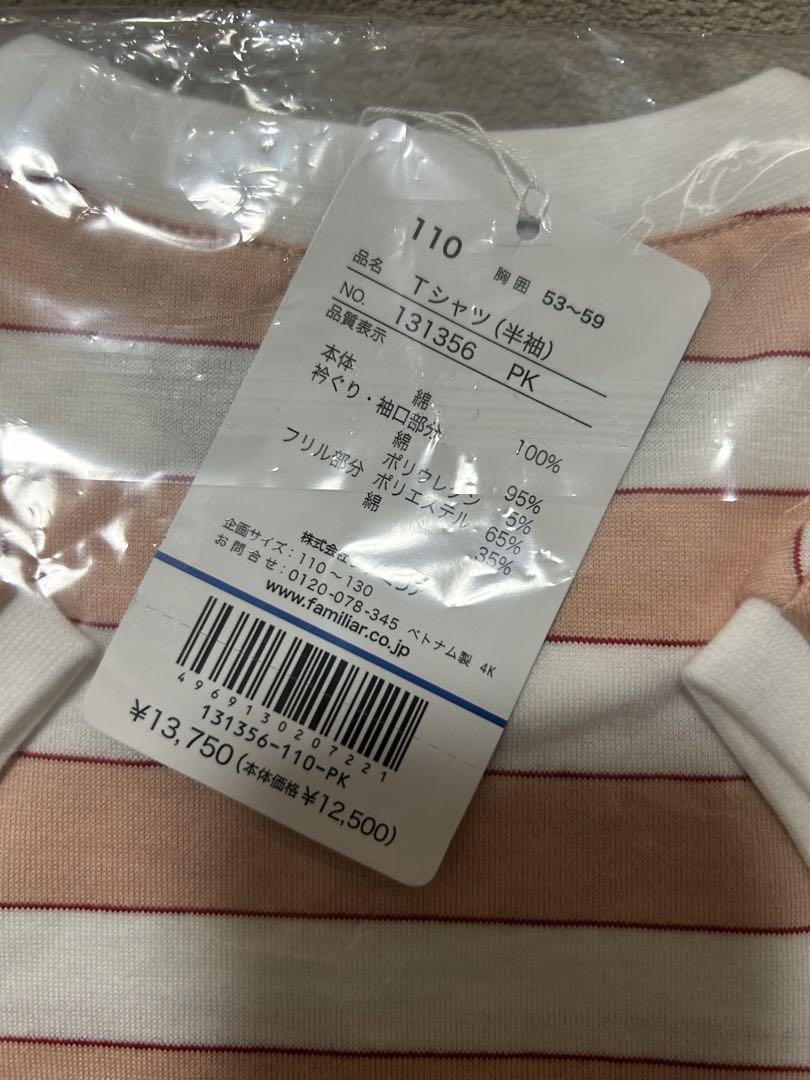 110 胸囲 53~59
品名 Tシャツ(半袖)
NO. 131356 PK
品質表示
本体 綿 100%
衿ぐり・袖口部分
綿 95%
ポリウレタン 5%
フリル部分 ポリエステル 65%
綿 35%
株式会社
企画サイズ:110~130
お問合せ:0120-078-345 ベトナム製 4K
www.familiar.co.jp
4969130207221
131356-110-PK
¥13,750(本体価格¥12,500)